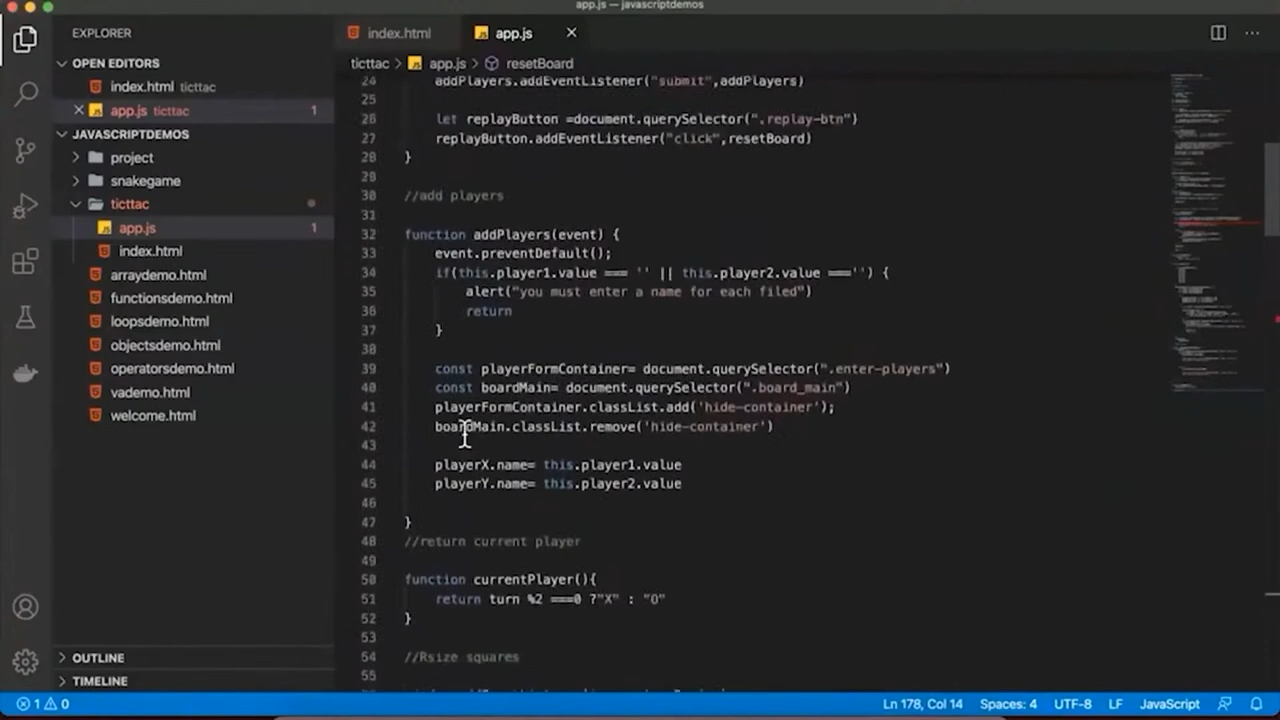 app.js — javascriptdemos
EXPLORER
OPEN EDITORS
index.html tictac
app.js tictac 1
JAVASCRIPTDEMOS
project
snakegame
ticttac
app.js 1
index.html
arraydemo.html
functionsdemo.html
loopsdemo.html
objectsdemo.html
operatorsdemo.html
vademo.html
welcome.html
OUTLINE
TIMELINE
index.html app.js
ticttac > app.js > resetBoard
24 addPlayers.addEventListener("submit",addPlayers)
25
26 let replayButton =document.querySelector(".replay-btn")
27 replayButton.addEventListener("click",resetBoard)
28 }
29
30 //add players
31
32 function addPlayers(event) {
33 event.preventDefault();
34 if(this.player1.value === '' || this.player2.value ==='') {
35 alert("you must enter a name for each filed")
36 return
37 }
38
39 const playerFormContainer= document.querySelector(".enter-players")
40 const boardMain= document.querySelector(".board_main")
41 playerFormContainer.classList.add('hide-container');
42 boardMain.classList.remove('hide-container')
43
44 playerX.name= this.player1.value
45 playerY.name= this.player2.value
46
47 }
48 //return current player
49
50 function currentPlayer(){
51 return turn %2 ===0 ?"X" : "O"
52 }
53
54 //Rsize squares
55
1 0 Ln 178, Col 14 Spaces: 4 UTF-8 LF JavaScript